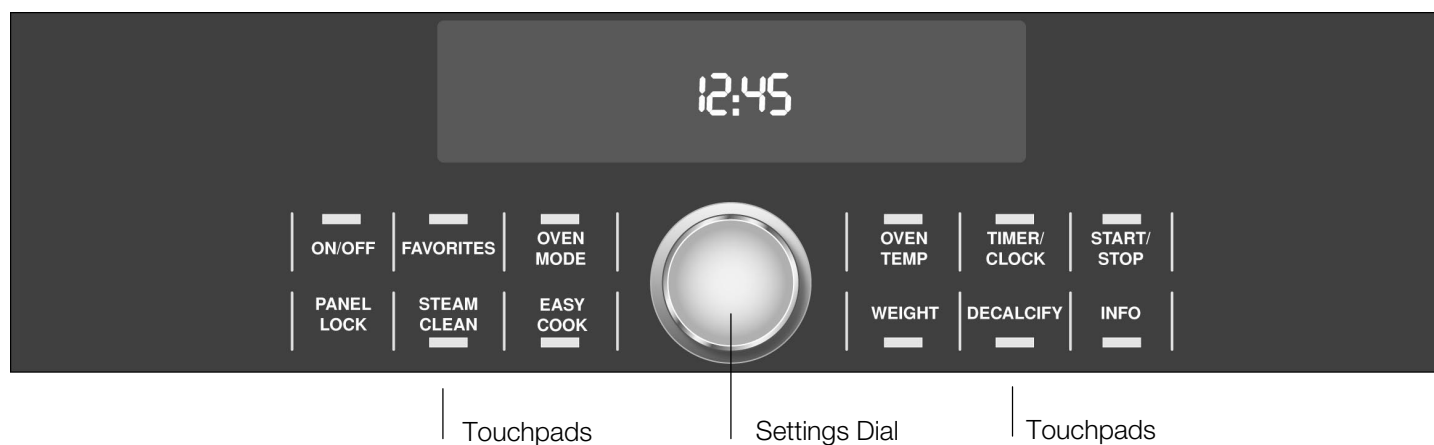 12:45
ON/OFF
FAVORITES
OVEN
MODE
OVEN
TEMP
TIMER/
CLOCK
START/
STOP
PANEL
LOCK
STEAM
CLEAN
EASY
COOK
WEIGHT
DECALCIFY
INFO
Touchpads
Settings Dial
Touchpads